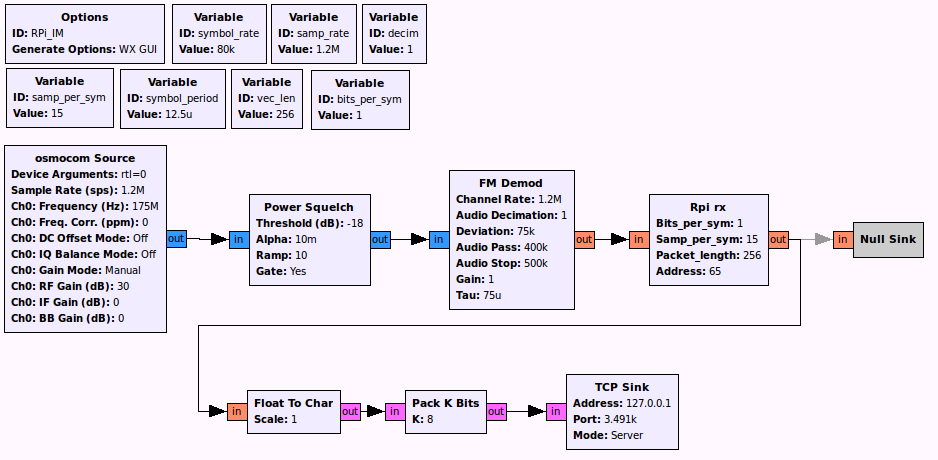 Options
ID: RPi_IM
Generate Options: WX GUI
Variable
ID: symbol_rate
Value: 80k
Variable
ID: samp_rate
Value: 1.2M
Variable
ID: decim
Value: 1
Variable
ID: samp_per_sym
Value: 15
Variable
ID: symbol_period
Value: 12.5u
Variable
ID: vec_len
Value: 256
Variable
ID: bits_per_sym
Value: 1
osmocom Source
Device Arguments: rtl=0
Sample Rate (sps): 1.2M
Ch0: Frequency (Hz): 175M
Ch0: Freq. Corr. (ppm): 0
Ch0: DC Offset Mode: Off
Ch0: IQ Balance Mode: Off
Ch0: Gain Mode: Manual
Ch0: RF Gain (dB): 30
Ch0: IF Gain (dB): 0
Ch0: BB Gain (dB): 0
out
in
Power Squelch
Threshold (dB): -18
Alpha: 10m
Ramp: 10
Gate: Yes
out
in
FM Demod
Channel Rate: 1.2M
Audio Decimation: 1
Deviation: 75k
Audio Pass: 400k
Audio Stop: 500k
Gain: 1
Tau: 75u
out
in
Rpi rx
Bits_per_sym: 1
Samp_per_sym: 15
Packet_length: 256
Address: 65
out
in
Null Sink
in
Float To Char
Scale: 1
out
in
Pack K Bits
K: 8
out
in
TCP Sink
Address: 127.0.0.1
Port: 3.491k
Mode: Server